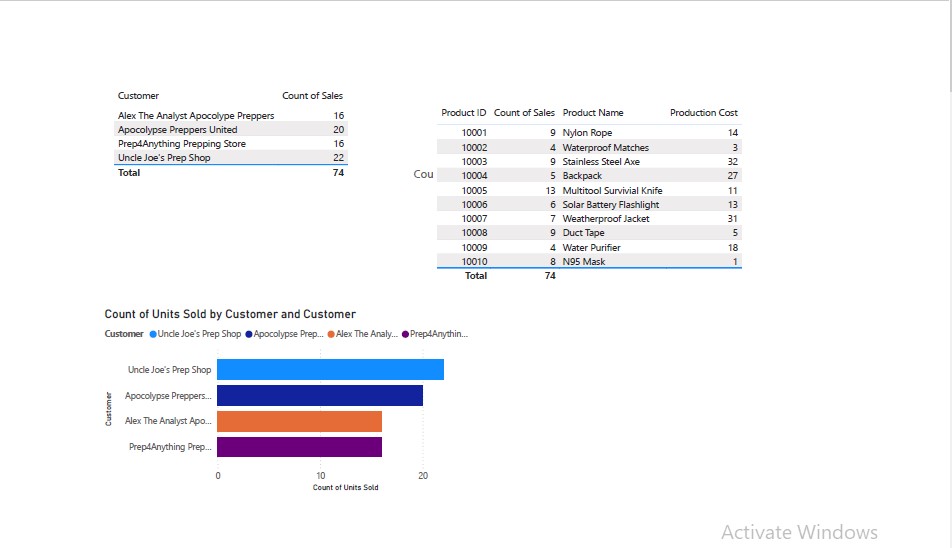 Customer Count of Sales
Alex The Analyst Apocolype Preppers 16
Apocolypse Preppers United 20
Prep4Anything Prepping Store 16
Uncle Joe's Prep Shop 22
Total 74
Cou
Product ID Count of Sales Product Name Production Cost
10001 9 Nylon Rope 14
10002 4 Waterproof Matches 3
10003 9 Stainless Steel Axe 32
10004 5 Backpack 27
10005 13 Multitool Survivial Knife 11
10006 6 Solar Battery Flashlight 13
10007 7 Weatherproof Jacket 31
10008 9 Duct Tape 5
10009 4 Water Purifier 18
10010 8 N95 Mask 1
Total 74
Count of Units Sold by Customer and Customer
Customer Uncle Joe's Prep Shop Apocolypse Prep... Alex The Analy... Prep4Anythin...
Customer
Uncle Joe's Prep Shop
Apocolypse Preppers...
Alex The Analyst Apo...
Prep4Anything Prep...
0 10 20
Count of Units Sold
Activate Windows